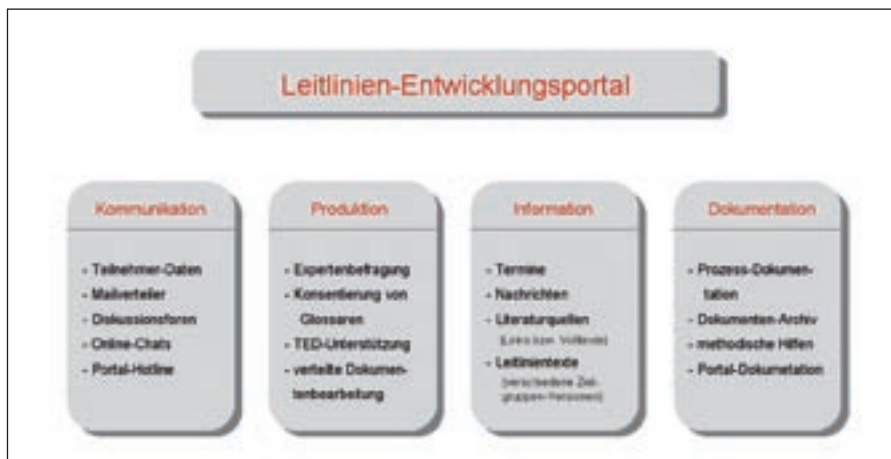 Leitlinien-Entwicklungsportal
Kommunikation
- Teilnehmer-Daten
- Mailverteiler
- Diskussionsforen
- Online-Chats
- Portal-Hotline
Produktion
- Expertenbefragung
- Konsentierung von
Glossaren
- TED-Unterstützung
- verteilte Dokumen-
tenbearbeitung
Information
- Termine
- Nachrichten
- Literaturquellen
(Links bzw. Volltexte)
- Leitlinientexte
(verschiedene Ziel-
gruppen-Versionen)
Dokumentation
- Prozess-Dokumen-
tation
- Dokumenten-Archiv
- methodische Hilfen
- Portal-Dokumetation